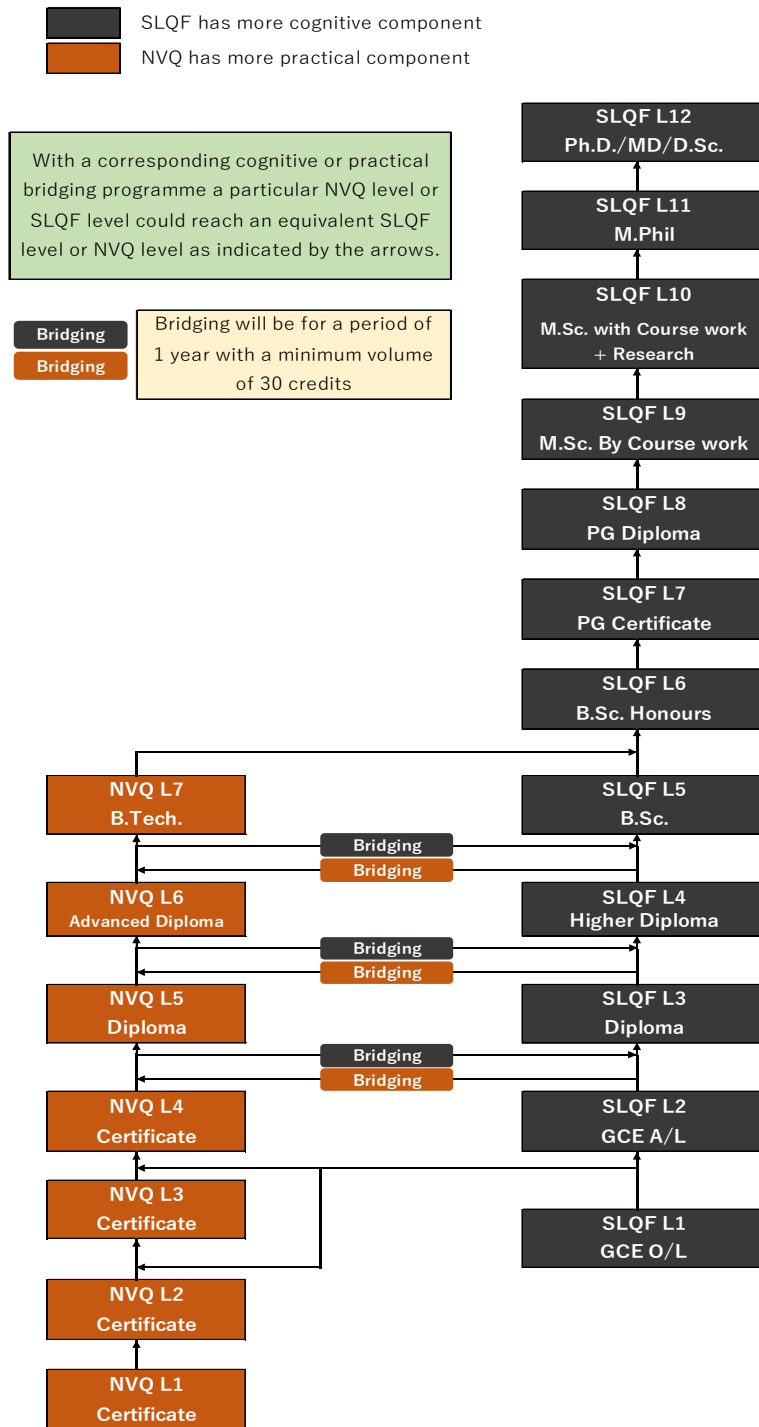 SLQF has more cognitive component
NVQ has more practical component
SLQF L12
Ph.D./MD/D.Sc.
With a corresponding cognitive or practical
bridging programme a particular NVQ level or
SLQF level could reach an equivalent SLQF
level or NVQ level as indicated by the arrows.
SLQF L11
M.Phil
SLQF L10
M.Sc. with Course work
+ Research
Bridging
Bridging
Bridging will be for a period of
1 year with a minimum volume
of 30 credits
SLQF L9
M.Sc. By Course work
SLQF L8
PG Diploma
SLQF L7
PG Certificate
SLQF L6
B.Sc. Honours
NVQ L7
B.Tech.
SLQF L5
B.Sc.
Bridging
Bridging
NVQ L6
Advanced Diploma
SLQF L4
Higher Diploma
Bridging
Bridging
NVQ L5
Diploma
SLQF L3
Diploma
Bridging
Bridging
NVQ L4
Certificate
SLQF L2
GCE A/L
NVQ L3
Certificate
SLQF L1
GCE O/L
NVQ L2
Certificate
NVQ L1
Certificate